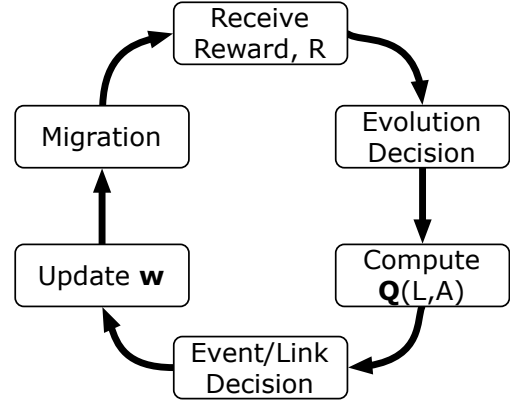 Receive
Reward, R
Evolution
Decision
Compute
Q(L,A)
Event/Link
Decision
Update w
Migration